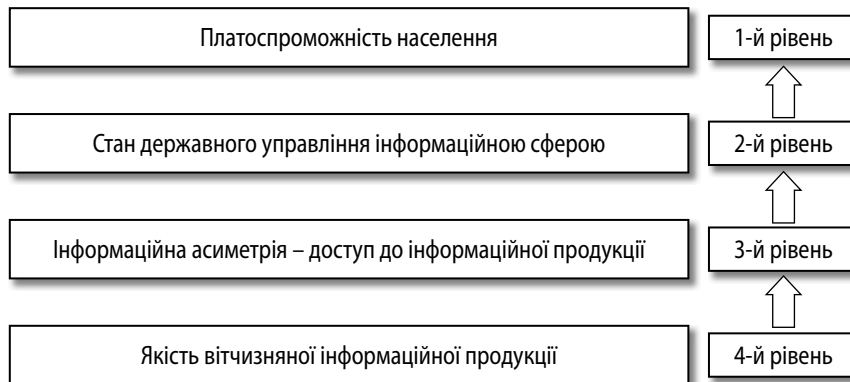 Платоспроможність населення
1-й рівень
Стан державного управління інформаційною сферою
2-й рівень
Інформаційна асиметрія – доступ до інформаційної продукції
3-й рівень
Якість вітчизняної інформаційної продукції
4-й рівень